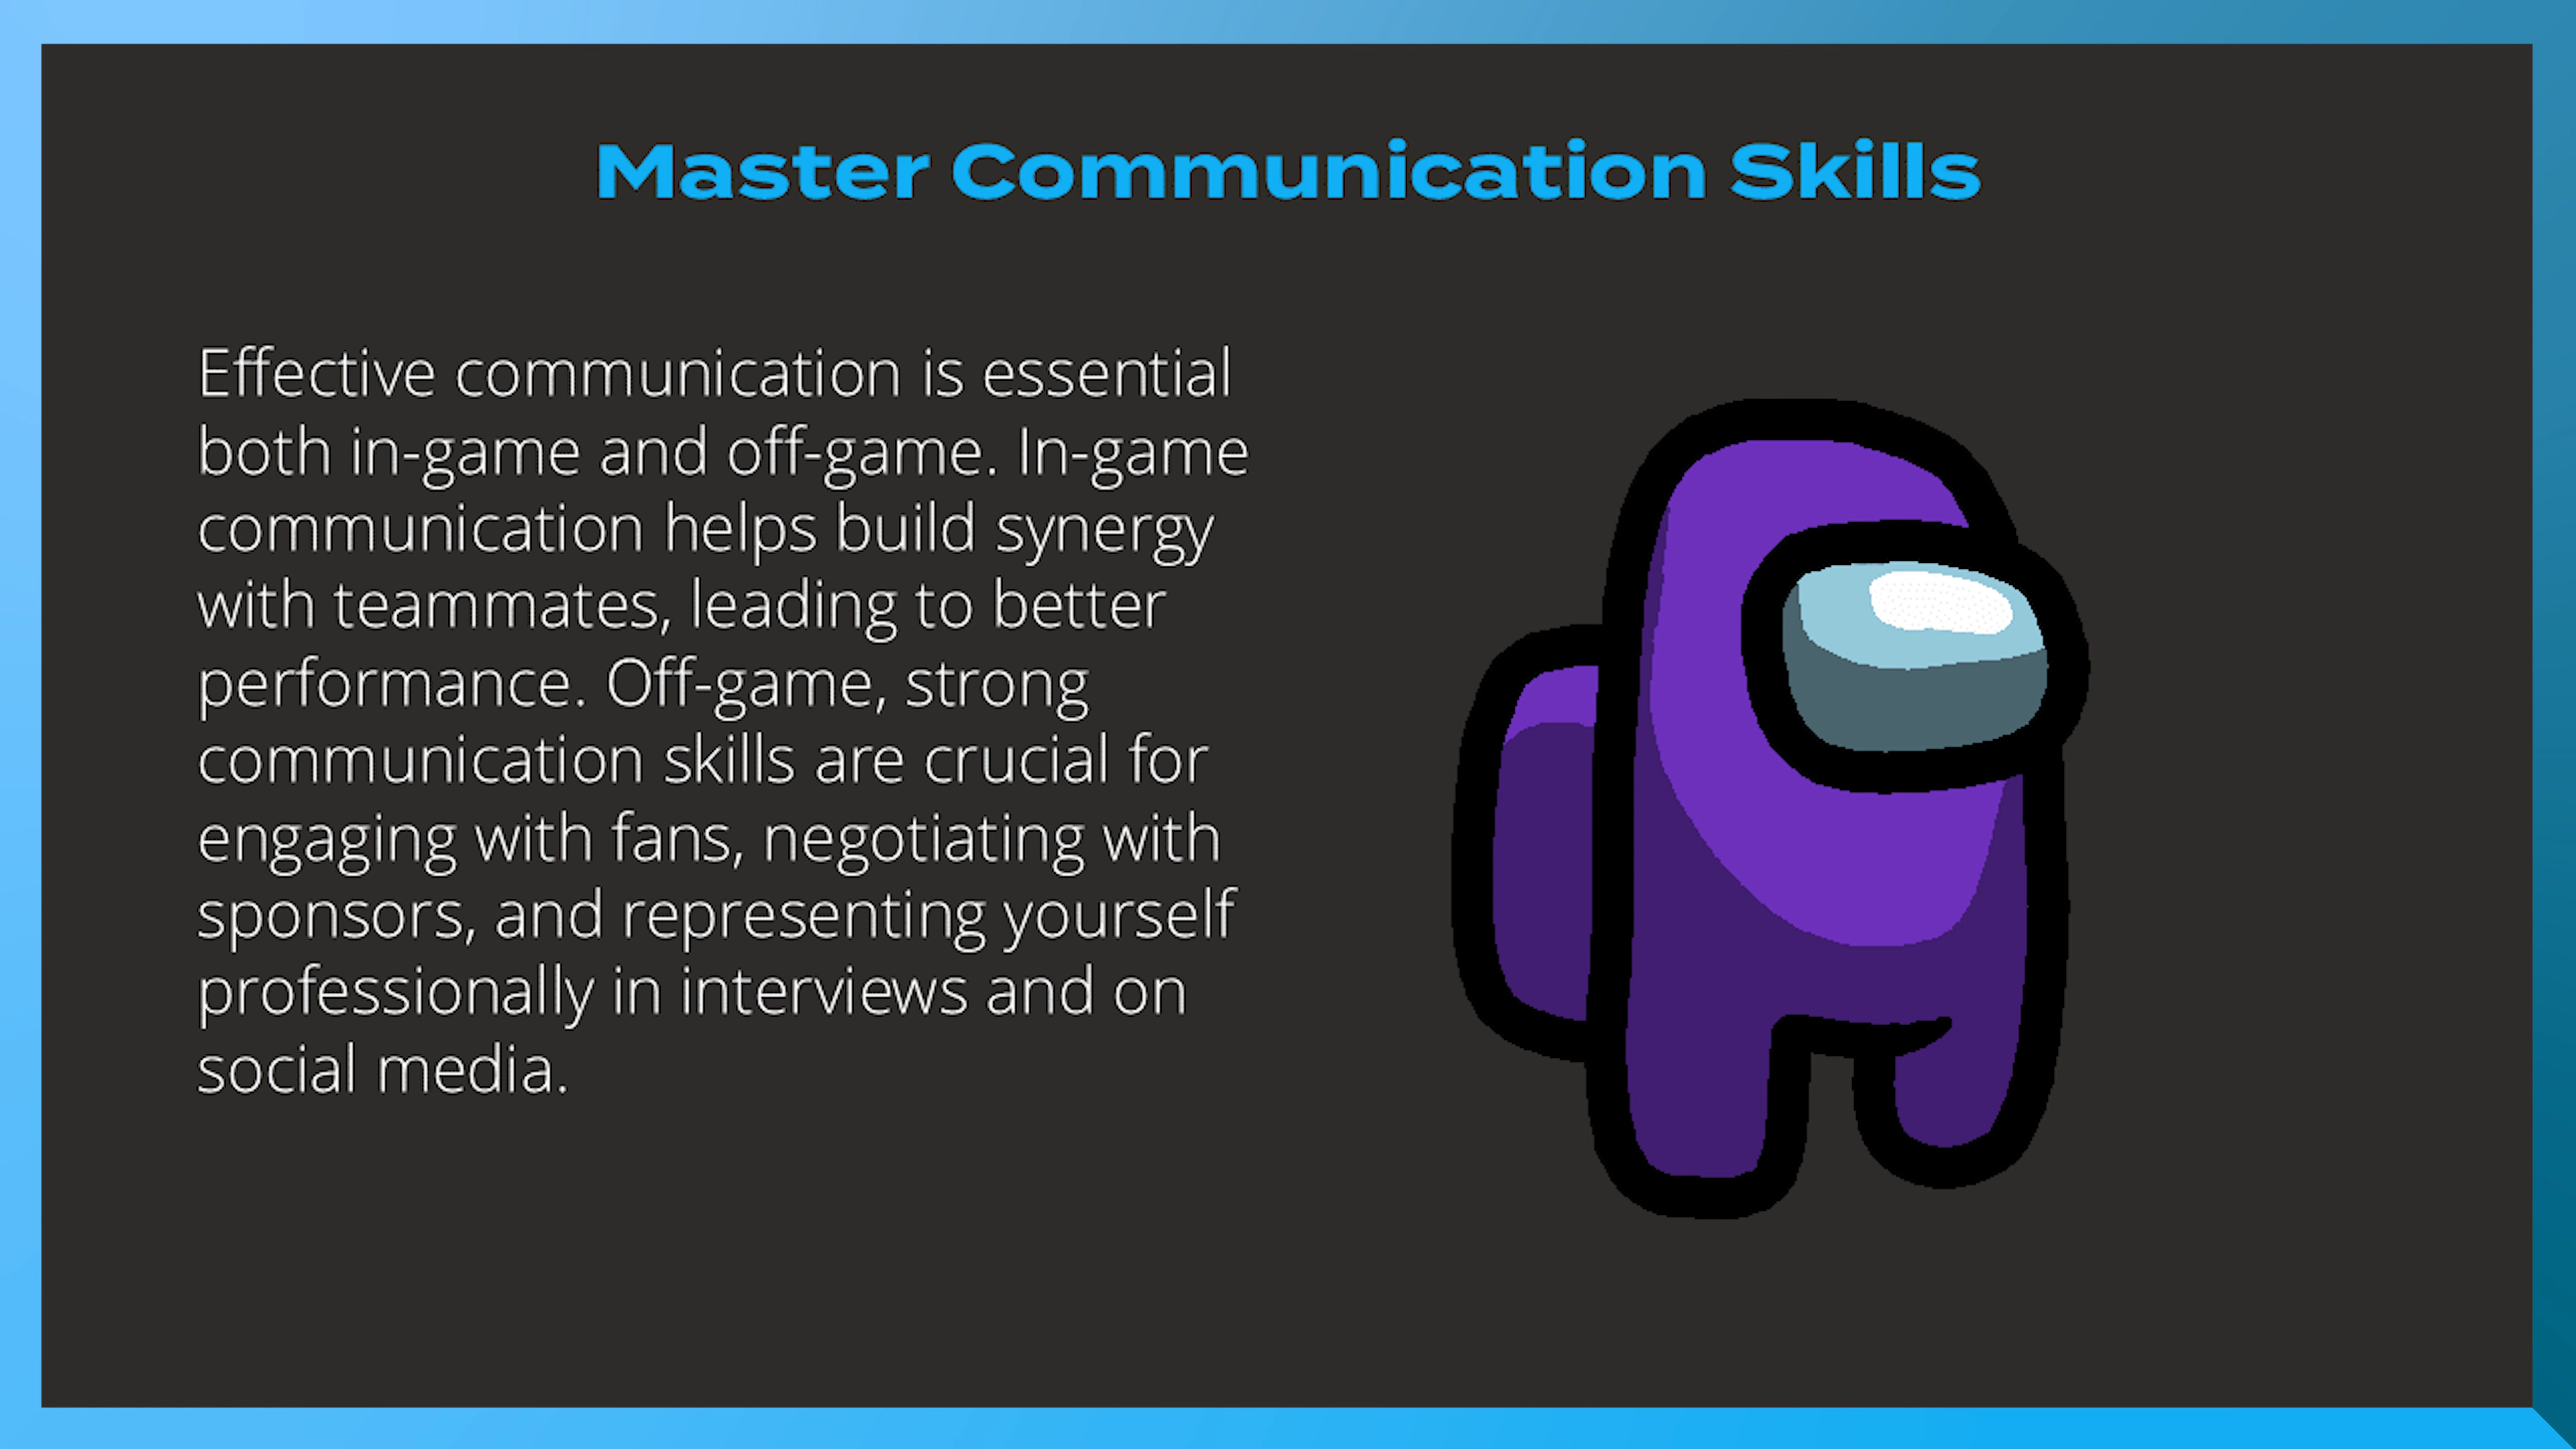 Master Communication Skills
Effective communication is essential
both in-game and off-game. In-game
communication helps build synergy
with teammates, leading to better
performance. Off-game, strong
communication skills are crucial for
engaging with fans, negotiating with
sponsors, and representing yourself
professionally in interviews and on
social media.